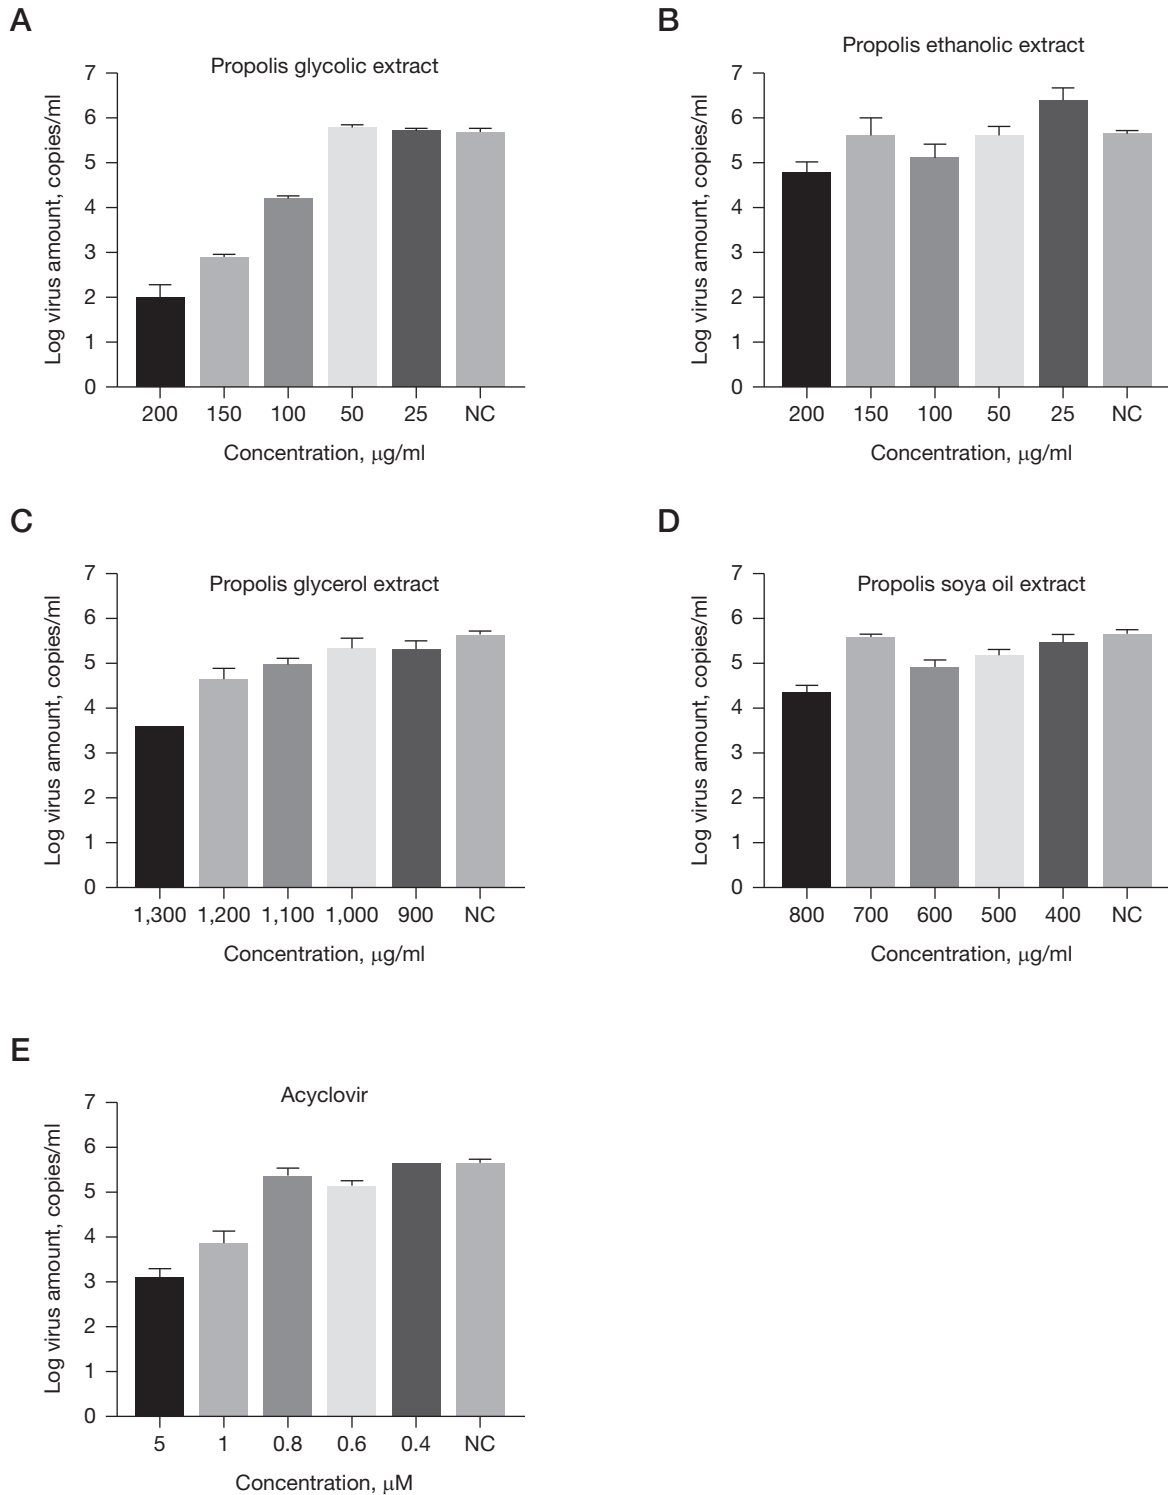 A
Propolis glycolic extract
Log virus amount, copies/ml
7
6
5
4
3
2
1
0
200 150 100 50 25 NC
Concentration, μg/ml
B
Propolis ethanolic extract
Log virus amount, copies/ml
7
6
5
4
3
2
1
0
200 150 100 50 25 NC
Concentration, μg/ml
C
Propolis glycerol extract
Log virus amount, copies/ml
7
6
5
4
3
2
1
0
1,300 1,200 1,100 1,000 900 NC
Concentration, μg/ml
D
Propolis soya oil extract
Log virus amount, copies/ml
7
6
5
4
3
2
1
0
800 700 600 500 400 NC
Concentration, μg/ml
E
Acyclovir
Log virus amount, copies/ml
7
6
5
4
3
2
1
0
5 1 0.8 0.6 0.4 NC
Concentration, μM